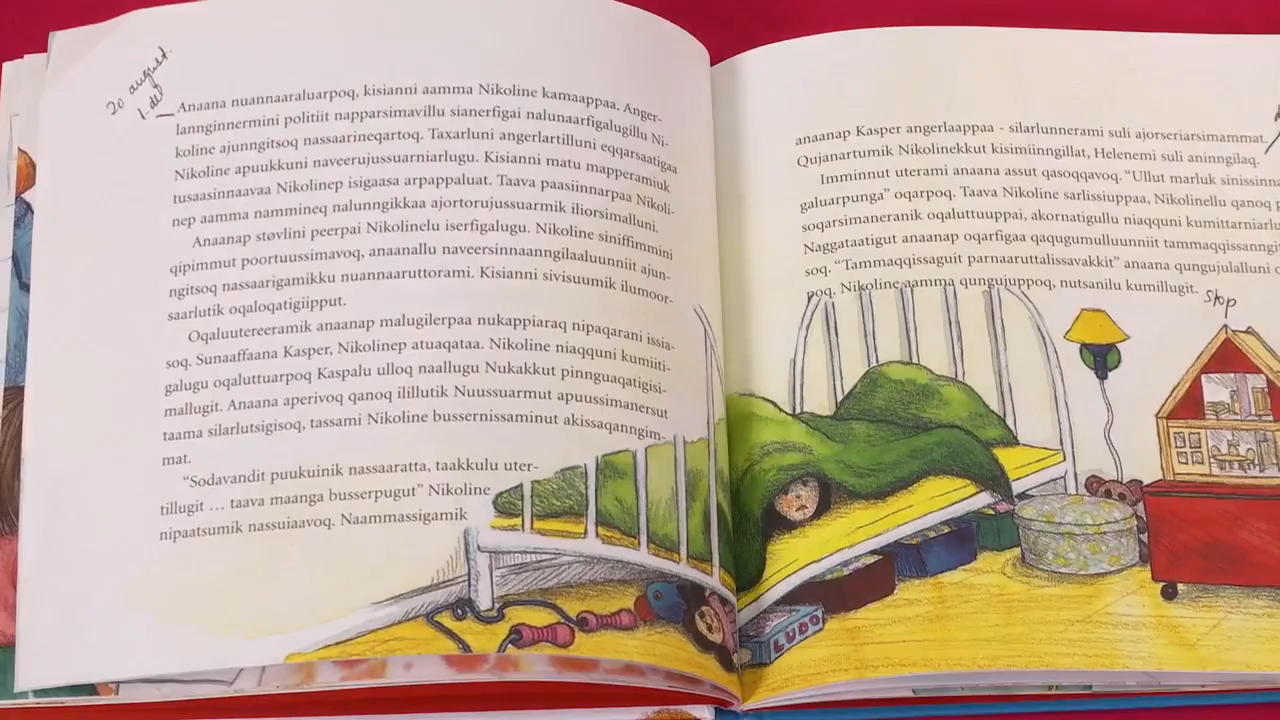 20 august.
1. del
Anaana nuannaaraluarpoq, kisianni aamma Nikoline kamaappaa. Anger-
lannginnermini politiit napparsimavillu sianerfigai nalunaarfigalugillu Ni-
koline ajunngitsoq nassaarineqartoq. Taxarluni angerlartilluni eqqarsaatigaa
Nikoline apuukkuni naveerujussuarniarlugu. Kisianni matu mapperamiuk
tusaasinnaavaa Nikolinep isigaasa arpappaluat. Taava paasiinnarpaa Nikoli-
nep aamma nammineq nalunngikkaa ajortorujussuarmik iliorsimalluni.
Anaanap støvlini peerpai Nikolinelu iserfigalugu. Nikoline siniffimmini
qipimmut poortuussimavoq, anaanallu naveersinnaanngilaaluunniit ajun-
ngitsoq nassaarigamikku nuannaaruttorami. Kisianni sivisuumik ilumoor-
saarlutik oqaloqatigiipput.
Oqaluutereeramik anaanap malugilerpaa nukappiaraq nipaqarani issia-
soq. Sunaaffaana Kasper, Nikolinep atuaqataa. Nikoline niaqquni kumiiti-
galugu oqaluttuarpoq Kaspalu ulloq naallugu Nukakkut pinnguaqatigisi-
mallugit. Anaana aperivoq qanoq ilillutik Nuussuarmut apuussimanersut
taama silarlutsigisoq, tassami Nikoline bussernissaminut akissaqanngim-
mat.
“Sodavandit puukuinik nassaaratta, taakkulu uter-
tillugit … taava maanga busserpugut” Nikoline
nipaatsumik nassuiaavoq. Naammassigamik
anaanap Kasper angerlaappaa - silarlunnerami suli ajorseriarsimammat.
Qujanartumik Nikolinekkut kisimiinngillat, Helenemi suli aninngilaq.
Imminnut uterami anaana assut qasoqqavoq. “Ullut marluk sinissinn
galuarpunga” oqarpoq. Taava Nikoline sarlissiuppaa, Nikolinellu qanoq
soqarsimaneranik oqaluttuuppai, akornatigullu niaqquni kumittarniarlu
Naggataatigut anaanap oqarfigaa qaqugumulluunniit tammaqqissanngit
soq. “Tammaqqissaguit parnaaruttalissavakkit” anaana qungujulalluni
poq. Nikoline aamma qungujuppoq, nutsanilu kumillugit.
stop
LUDO